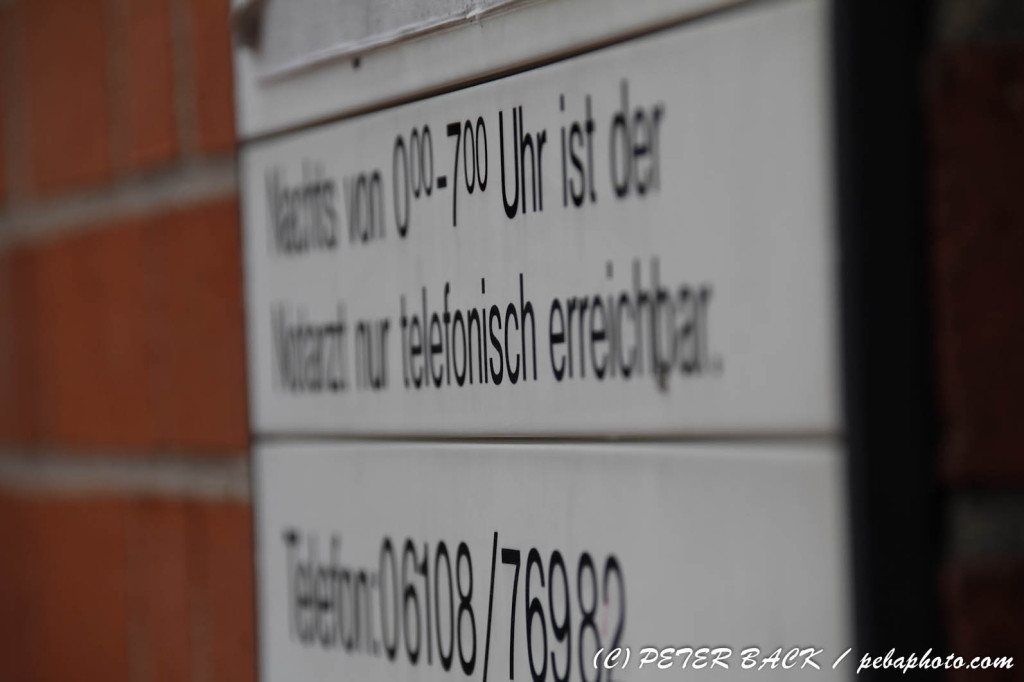 Nachts von 0⁰⁰-7⁰⁰ Uhr ist der
Notarzt nur telefonisch erreichbar.
Telefon:06108/76982
(C) PETER BACK / pebaphoto.com